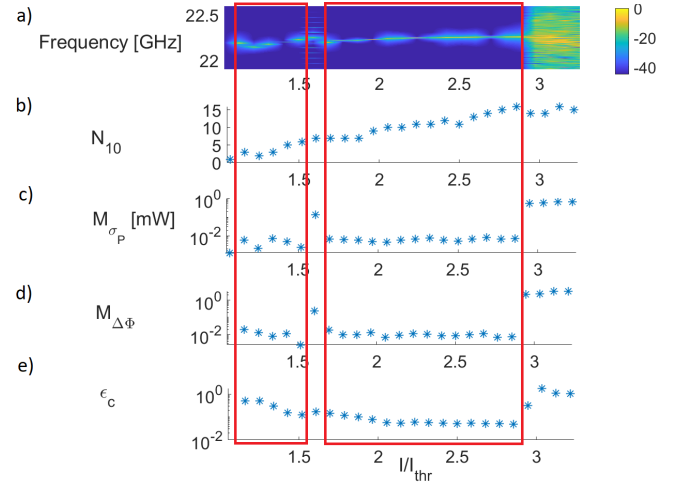 a)
22.5
Frequency [GHz]
22
0
-20
-40
1.5 2 2.5 3
b)
N10
15
10
5
0
1.5 2 2.5 3
c)
MσP [mW]
10^0
10^-2
1.5 2 2.5 3
d)
MΔΦ
10^0
10^-2
1.5 2 2.5 3
e)
ϵc
10^0
10^-2
1.5 2 2.5 3
I/Ithr